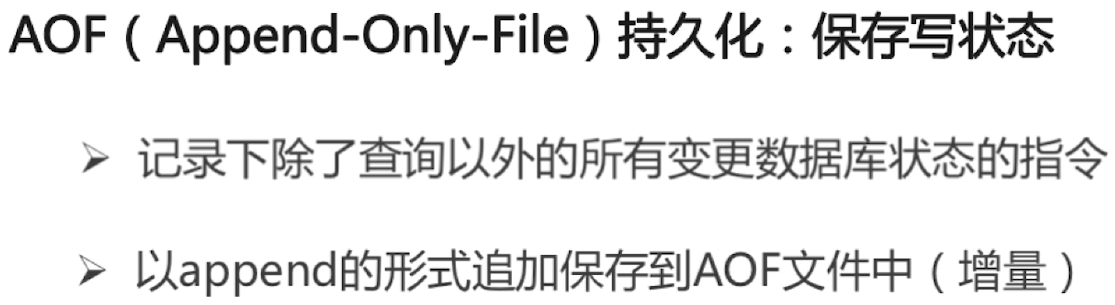 AOF（Append-Only-File）持久化：保存写状态
➢ 记录下除了查询以外的所有变更数据库状态的指令
➢ 以append的形式追加保存到AOF文件中（增量）